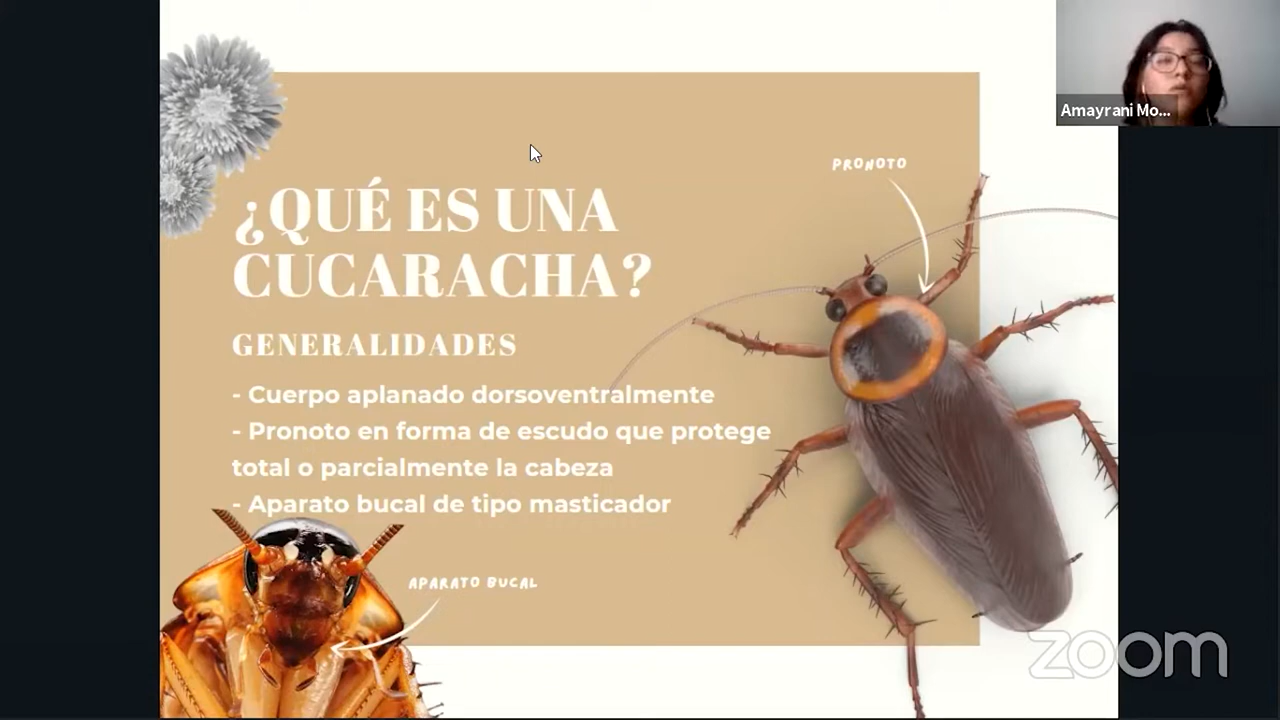 Amayrani Mo...
PRONOTO
¿QUÉ ES UNA
CUCARACHA?
GENERALIDADES
- Cuerpo aplanado dorsoventralmente
- Pronoto en forma de escudo que protege
total o parcialmente la cabeza
- Aparato bucal de tipo masticador
APARATO BUCAL
zoom